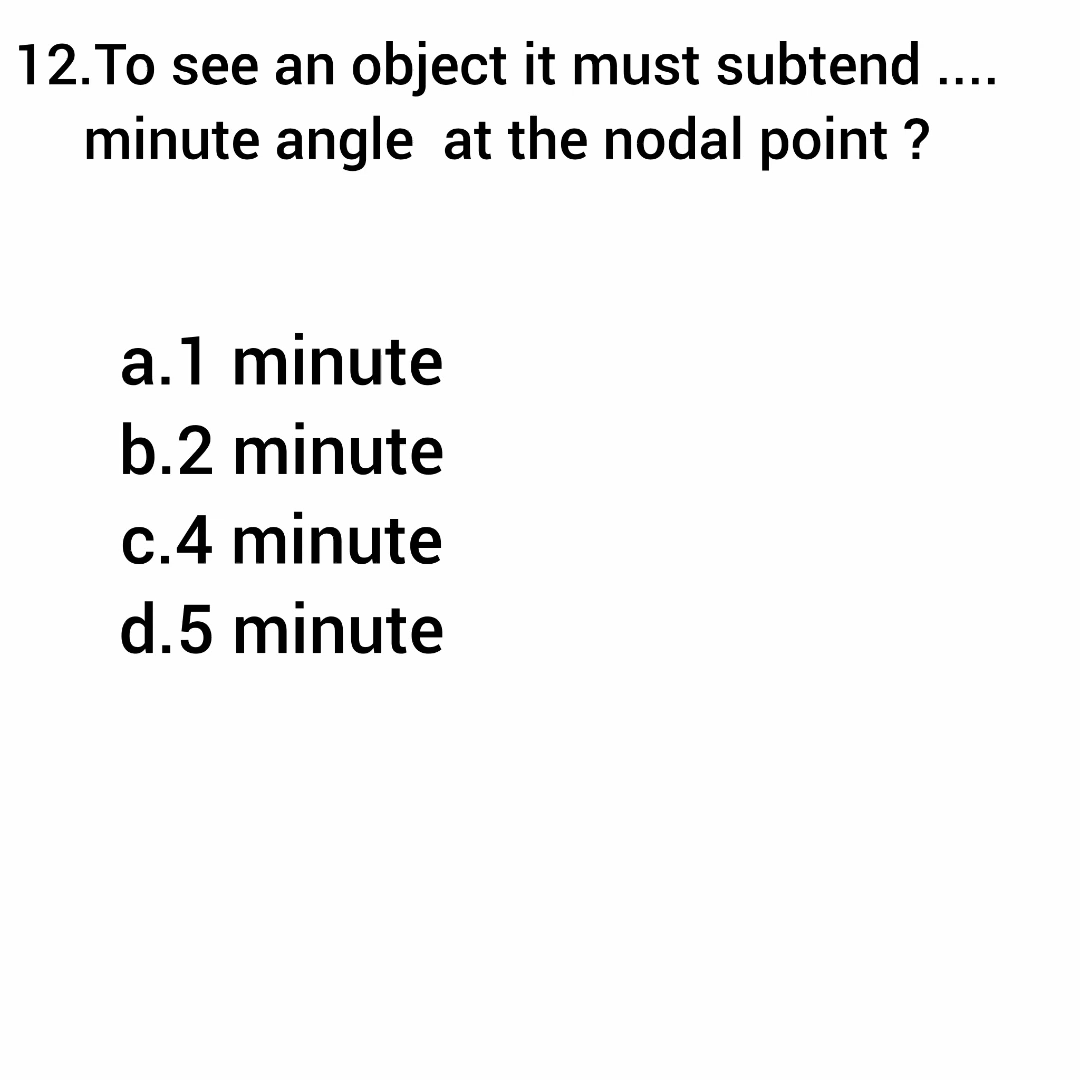 12.To see an object it must subtend ....
minute angle at the nodal point ?
a.1 minute
b.2 minute
c.4 minute
d.5 minute